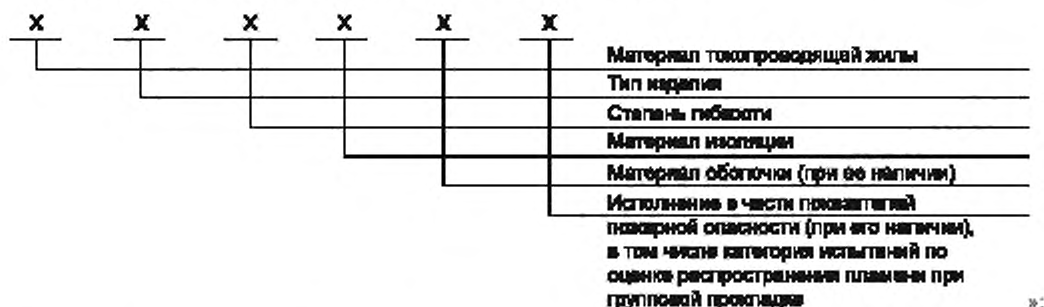 X X X X X X
Материал токопроводящей жилы
Тип изделия
Степень гибкости
Материал изоляции
Материал оболочки (при ее наличии)
Исполнение в части показателей
пожарной опасности (при его наличии),
в том числе категория испытаний по
оценке распространения пламени при
групповой прокладке
»;